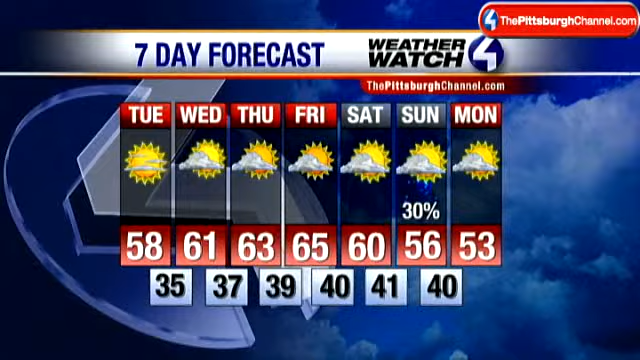 4 ThePittsburghChannel.com
7 DAY FORECAST
WEATHER
WATCH 4
ThePittsburghChannel.com
TUE WED THU FRI SAT SUN MON
30%
58 61 63 65 60 56 53
35 37 39 40 41 40